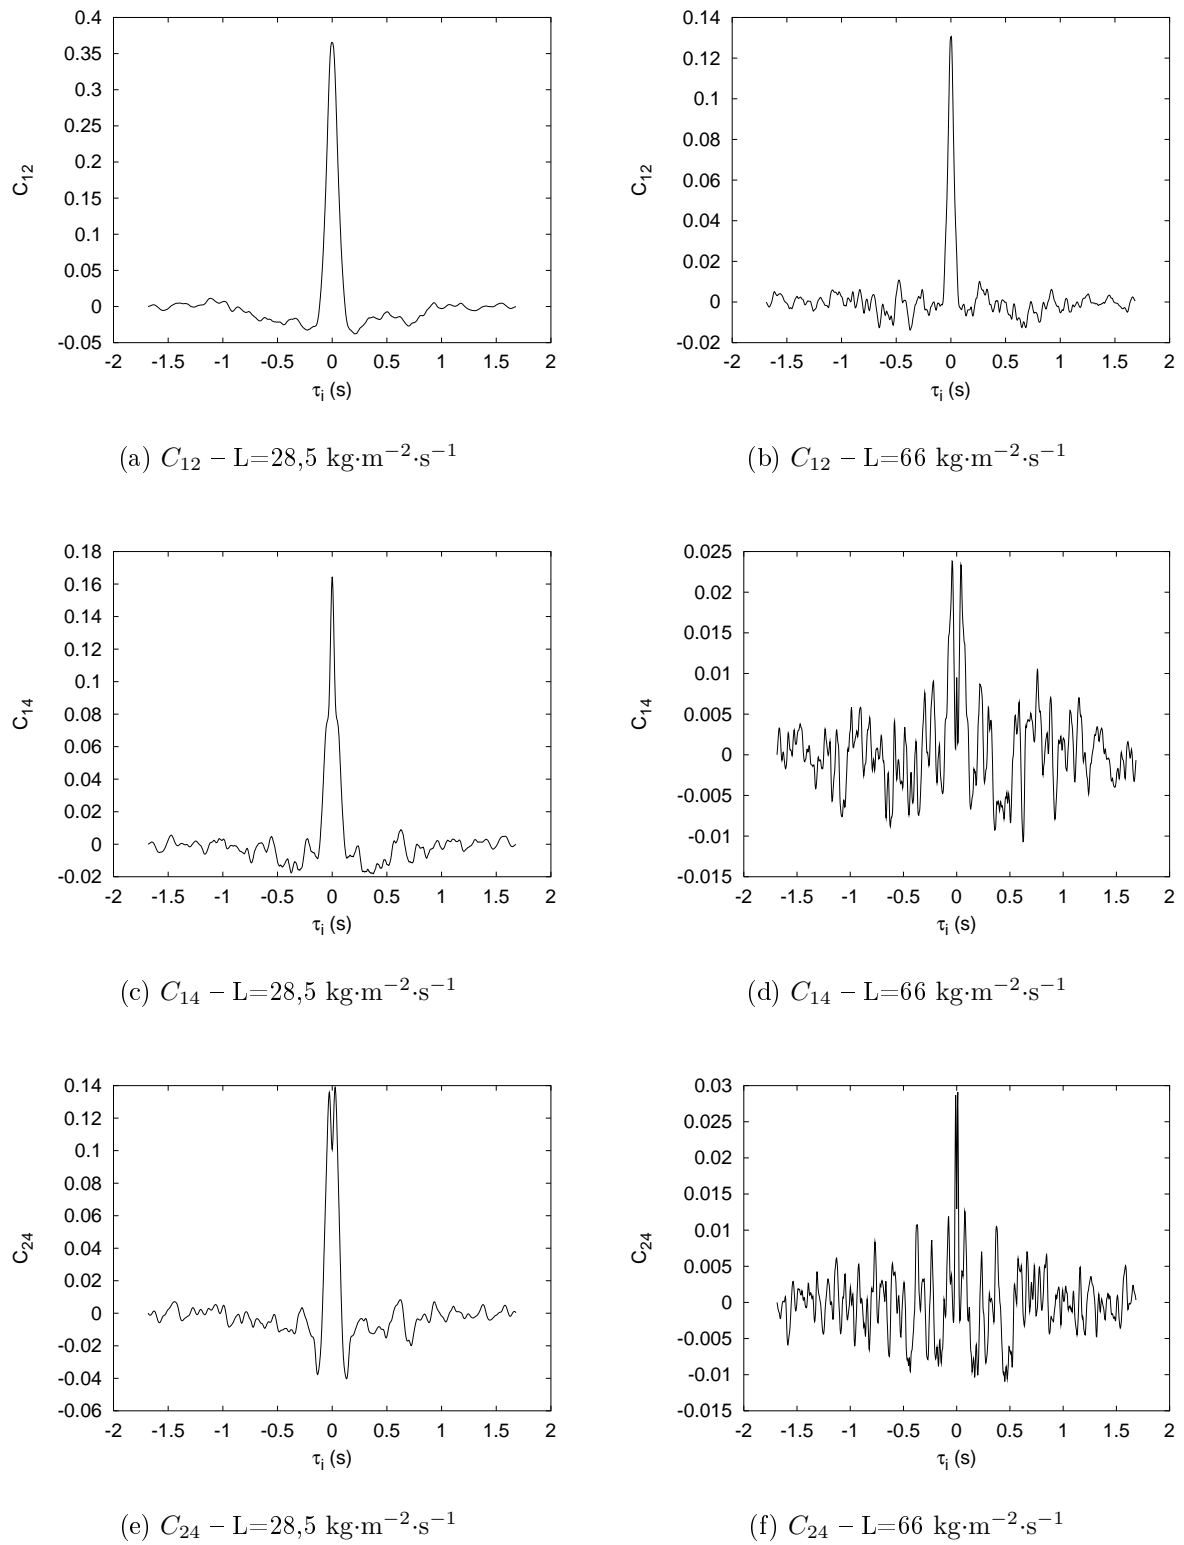 0.4
0.35
0.3
0.25
0.2
0.15
0.1
0.05
0
-0.05
C12
-2 -1.5 -1 -0.5 0 0.5 1 1.5 2
τi (s)
(a) C12 – L=28,5 kg·m−2·s−1
0.14
0.12
0.1
0.08
0.06
0.04
0.02
0
-0.02
C12
-2 -1.5 -1 -0.5 0 0.5 1 1.5 2
τi (s)
(b) C12 – L=66 kg·m−2·s−1
0.18
0.16
0.14
0.12
0.1
0.08
0.06
0.04
0.02
0
-0.02
C14
-2 -1.5 -1 -0.5 0 0.5 1 1.5 2
τi (s)
(c) C14 – L=28,5 kg·m−2·s−1
0.025
0.02
0.015
0.01
0.005
0
-0.005
-0.01
-0.015
C14
-2 -1.5 -1 -0.5 0 0.5 1 1.5 2
τi (s)
(d) C14 – L=66 kg·m−2·s−1
0.14
0.12
0.1
0.08
0.06
0.04
0.02
0
-0.02
-0.04
-0.06
C24
-2 -1.5 -1 -0.5 0 0.5 1 1.5 2
τi (s)
(e) C24 – L=28,5 kg·m−2·s−1
0.03
0.025
0.02
0.015
0.01
0.005
0
-0.005
-0.01
-0.015
C24
-2 -1.5 -1 -0.5 0 0.5 1 1.5 2
τi (s)
(f) C24 – L=66 kg·m−2·s−1